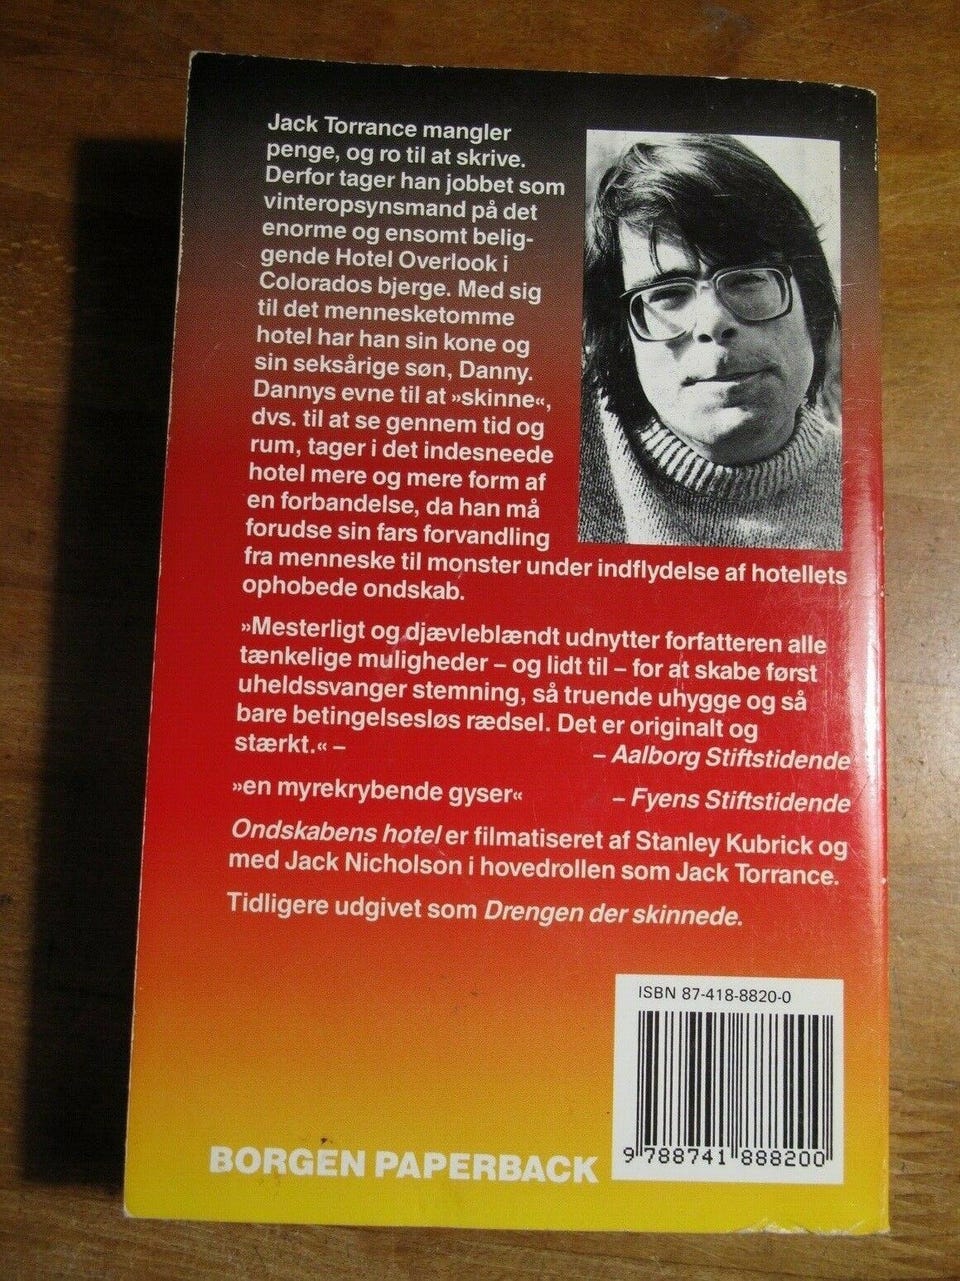 Jack Torrance mangler
penge, og ro til at skrive.
Derfor tager han jobbet som
vinteropsynsmand på det
enorme og ensomt belig-
gende Hotel Overlook i
Colorados bjerge. Med sig
til det mennesketomme
hotel har han sin kone og
sin seksårige søn, Danny.
Dannys evne til at »skinne«,
dvs. til at se gennem tid og
rum, tager i det indesneede
hotel mere og mere form af
en forbandelse, da han må
forudse sin fars forvandling
fra menneske til monster under indflydelse af hotellets
ophobede ondskab.
»Mesterligt og djævleblændt udnytter forfatteren alle
tænkelige muligheder – og lidt til – for at skabe først
uheldssvanger stemning, så truende uhygge og så
bare betingelsesløs rædsel. Det er originalt og
stærkt.« – – Aalborg Stiftstidende
»en myrekrybende gyser« – Fyens Stiftstidende
Ondskabens hotel er filmatiseret af Stanley Kubrick og
med Jack Nicholson i hovedrollen som Jack Torrance.
Tidligere udgivet som Drengen der skinnede.
ISBN 87-418-8820-0
9 788741 888200
BORGEN PAPERBACK